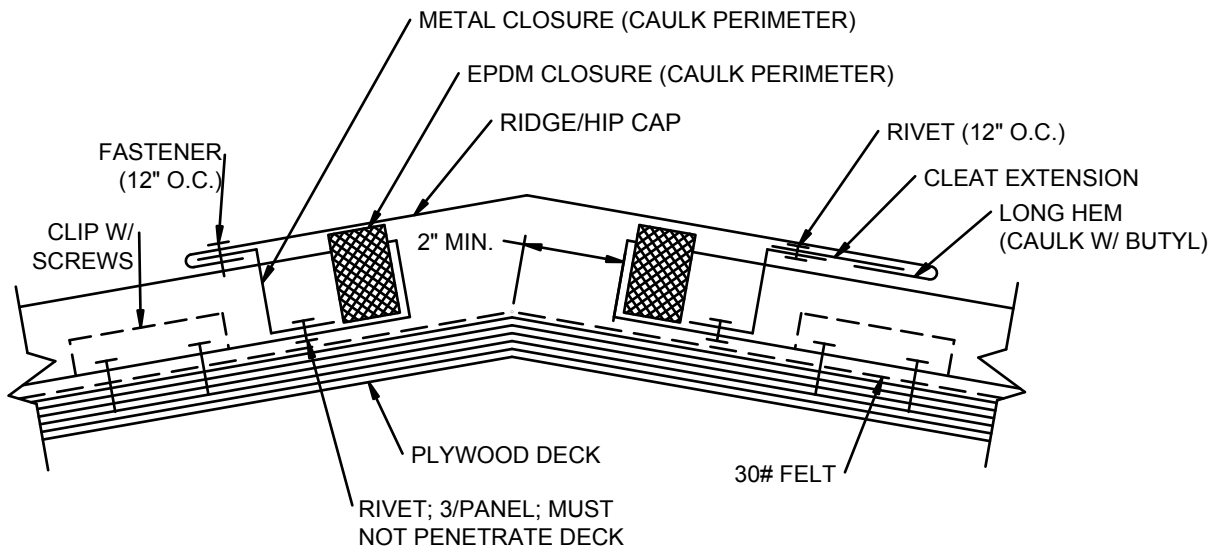 METAL CLOSURE (CAULK PERIMETER)
EPDM CLOSURE (CAULK PERIMETER)
RIDGE/HIP CAP
FASTENER
(12" O.C.)
RIVET (12" O.C.)
CLEAT EXTENSION
LONG HEM
(CAULK W/ BUTYL)
CLIP W/
SCREWS
2" MIN.
PLYWOOD DECK
30# FELT
RIVET; 3/PANEL; MUST
NOT PENETRATE DECK